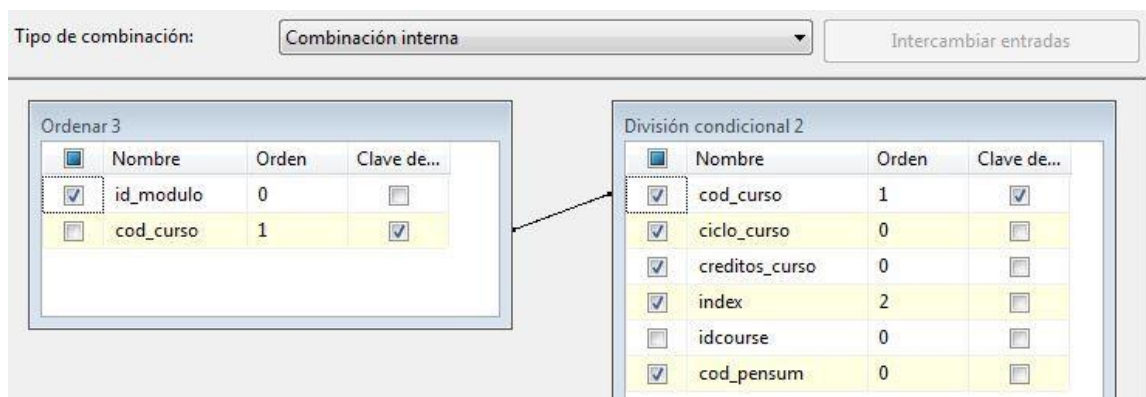 Tipo de combinación: Combinación interna Intercambiar entradas
Ordenar 3
Nombre Orden Clave de...
id_modulo 0
cod_curso 1
División condicional 2
Nombre Orden Clave de...
cod_curso 1
ciclo_curso 0
creditos_curso 0
index 2
idcourse 0
cod_pensum 0